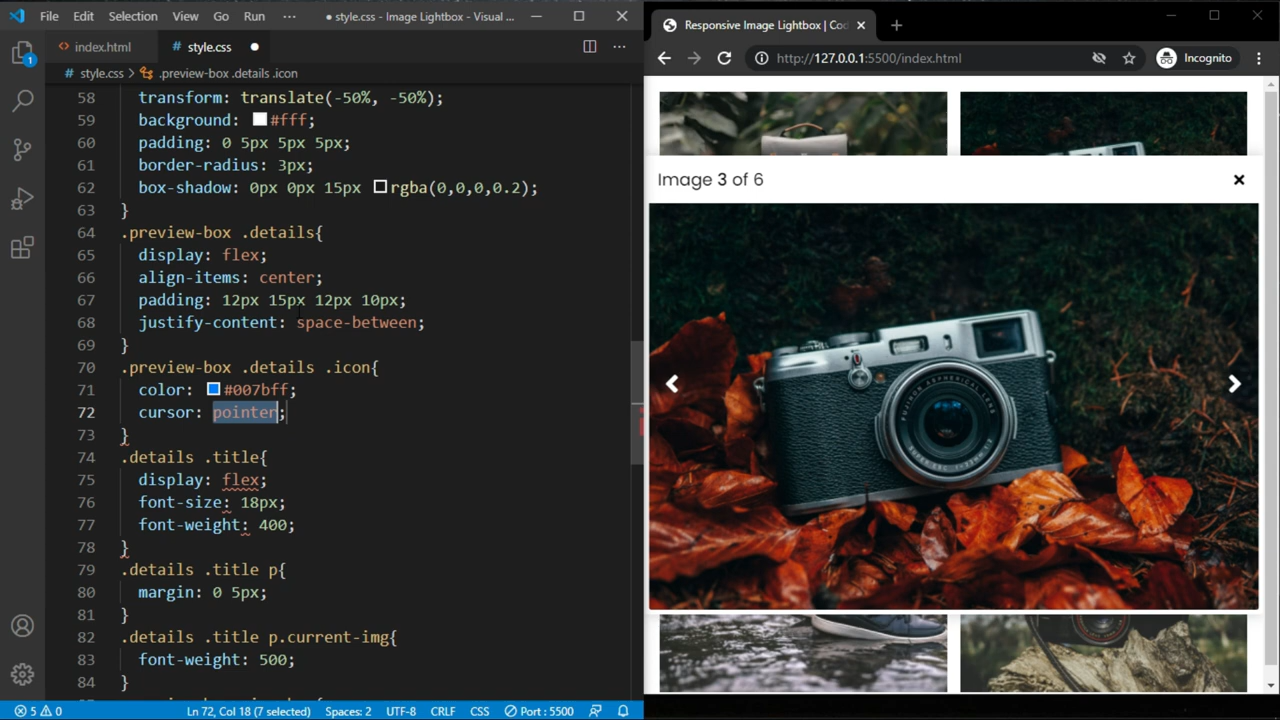 File Edit Selection View Go Run ··· ● style.css - Image Lightbox - Visual ...
index.html style.css ●
# style.css > .preview-box .details .icon
58 transform: translate(-50%, -50%);
59 background: #fff;
60 padding: 0 5px 5px 5px;
61 border-radius: 3px;
62 box-shadow: 0px 0px 15px rgba(0,0,0,0.2);
63 }
64 .preview-box .details{
65 display: flex;
66 align-items: center;
67 padding: 12px 15px 12px 10px;
68 justify-content: space-between;
69 }
70 .preview-box .details .icon{
71 color: #007bff;
72 cursor: pointer;
73 }
74 .details .title{
75 display: flex;
76 font-size: 18px;
77 font-weight: 400;
78 }
79 .details .title p{
80 margin: 0 5px;
81 }
82 .details .title p.current-img{
83 font-weight: 500;
84 }
1
5 0 Ln 72, Col 18 (7 selected) Spaces: 2 UTF-8 CRLF CSS Port : 5500
Responsive Image Lightbox | Cod
http://127.0.0.1:5500/index.html Incognito
Image 3 of 6
FUJINON ASPHERICAL LENS